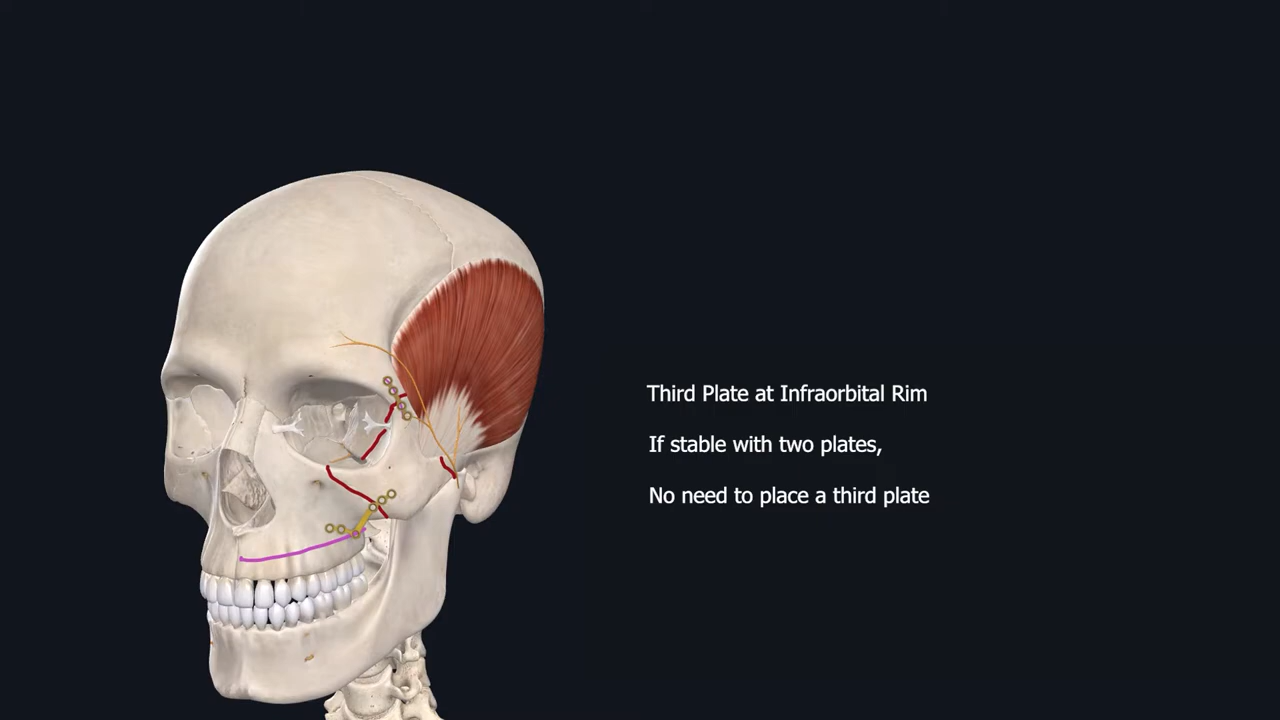 Third Plate at Infraorbital Rim
If stable with two plates,
No need to place a third plate